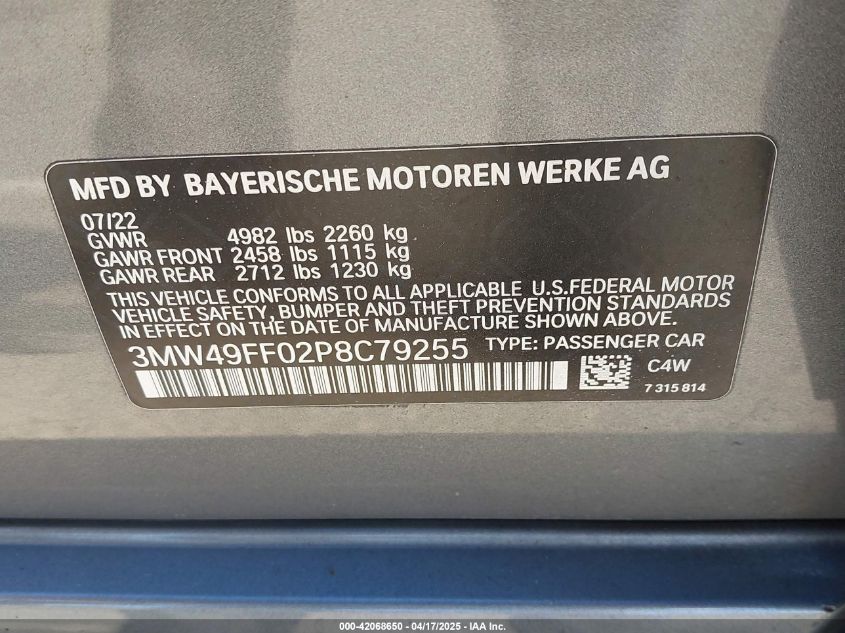 MFD BY BAYERISCHE MOTOREN WERKE AG
07/22
GVWR 4982 lbs 2260 kg
GAWR FRONT 2458 lbs 1115 kg
GAWR REAR 2712 lbs 1230 kg
THIS VEHICLE CONFORMS TO ALL APPLICABLE U.S.FEDERAL MOTOR
VEHICLE SAFETY, BUMPER AND THEFT PREVENTION STANDARDS
IN EFFECT ON THE DATE OF MANUFACTURE SHOWN ABOVE.
3MW49FF02P8C79255 TYPE: PASSENGER CAR
C4W
7 315 814
000-42068650 - 04/17/2025 - IAA Inc.